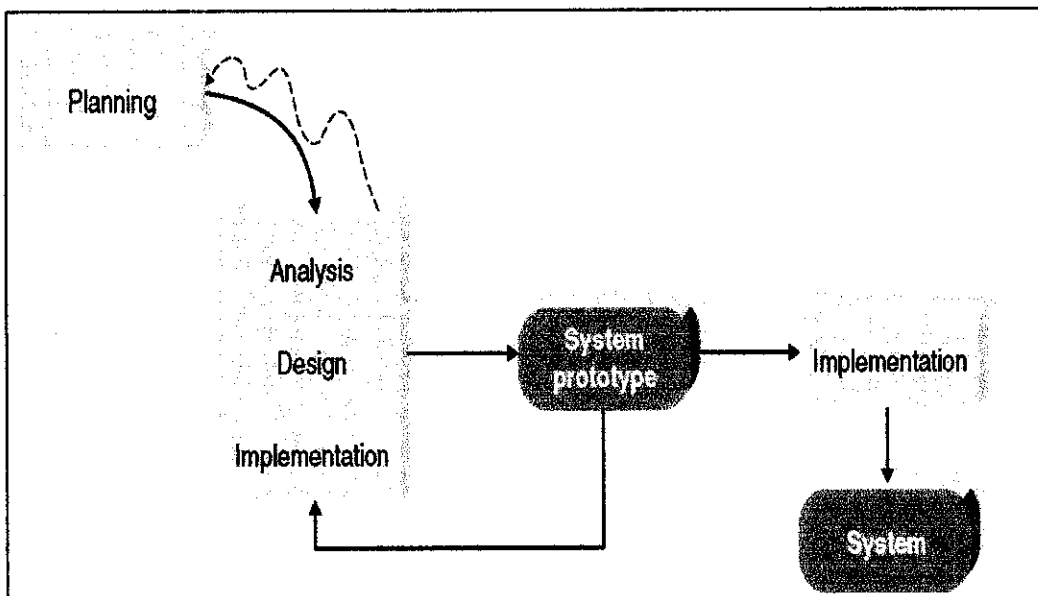 Planning
Analysis
Design
Implementation
System
prototype
Implementation
System